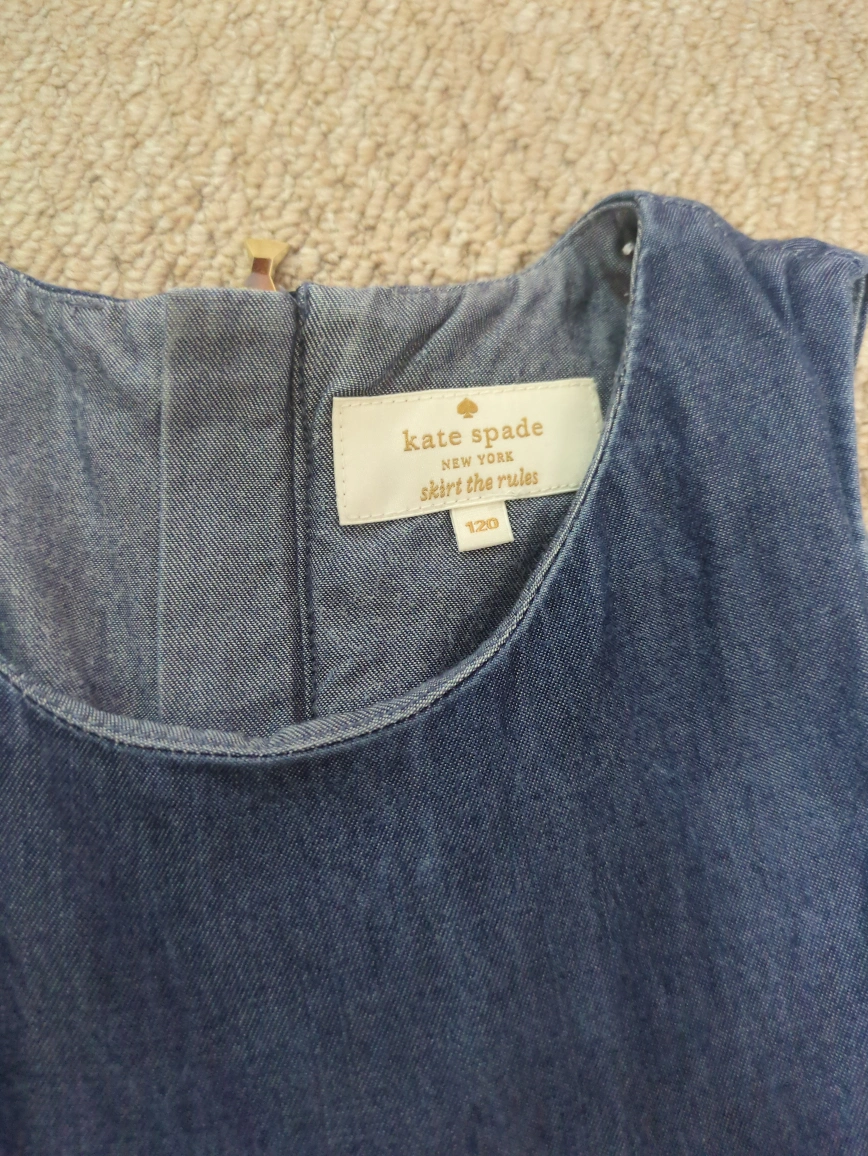 kate spade
NEW YORK
skirt the rules
120